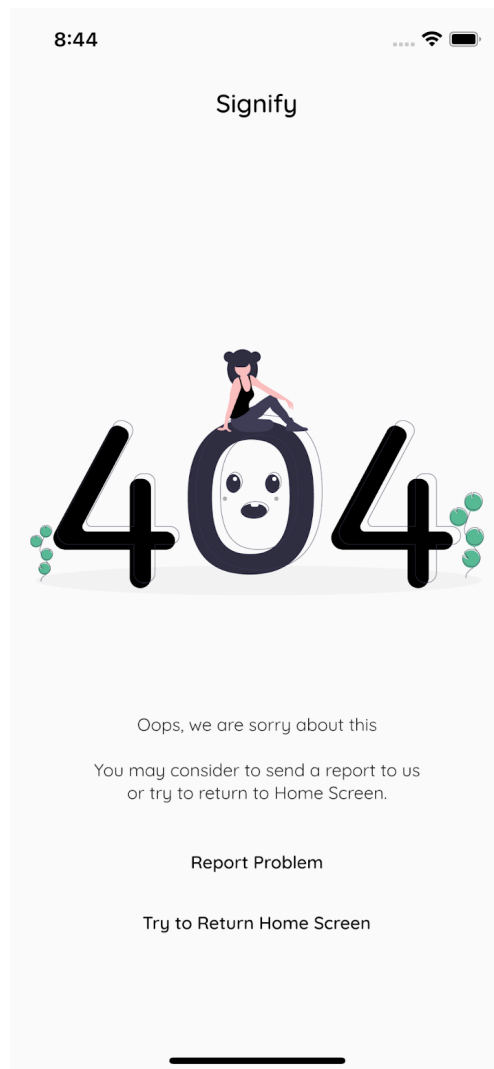 8:44
Signify
404
Oops, we are sorry about this
You may consider to send a report to us
or try to return to Home Screen.
Report Problem
Try to Return Home Screen